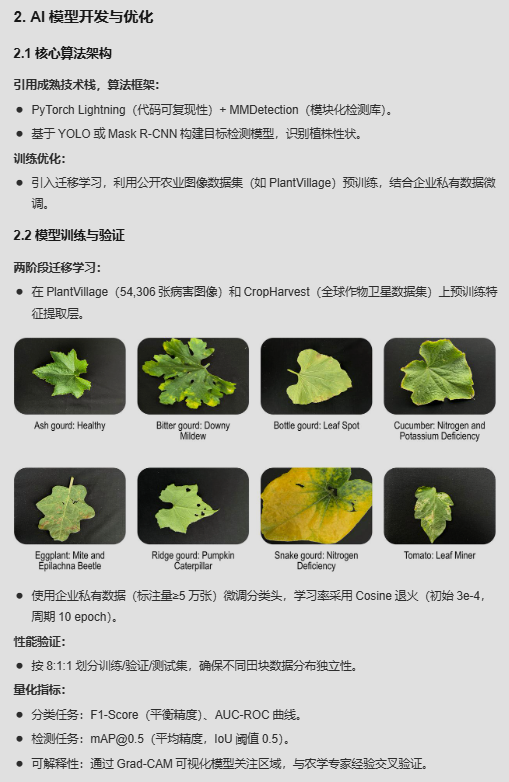 2. AI 模型开发与优化
2.1 核心算法架构
引用成熟技术栈，算法框架：
● PyTorch Lightning（代码可复现性）+ MMDetection（模块化检测库）。
● 基于 YOLO 或 Mask R-CNN 构建目标检测模型，识别植株性状。
训练优化：
● 引入迁移学习，利用公开农业图像数据集（如 PlantVillage）预训练，结合企业私有数据微
调。
2.2 模型训练与验证
两阶段迁移学习：
● 在 PlantVillage（54,306 张病害图像）和 CropHarvest（全球作物卫星数据集）上预训练特
征提取层。
Ash gourd: Healthy
Bitter gourd: Downy
Mildew
Bottle gourd: Leaf Spot
Cucumber: Nitrogen and
Potassium Deficiency
Eggplant: Mite and
Epilachna Beetle
Ridge gourd: Pumpkin
Caterpillar
Snake gourd: Nitrogen
Deficiency
Tomato: Leaf Miner
● 使用企业私有数据（标注量≥5 万张）微调分类头，学习率采用 Cosine 退火（初始 3e-4，
周期 10 epoch）。
性能验证：
● 按 8:1:1 划分训练/验证/测试集，确保不同田块数据分布独立性。
量化指标：
● 分类任务：F1-Score（平衡精度）、AUC-ROC 曲线。
● 检测任务：mAP@0.5（平均精度，IoU 阈值 0.5）。
● 可解释性：通过 Grad-CAM 可视化模型关注区域，与农学专家经验交叉验证。